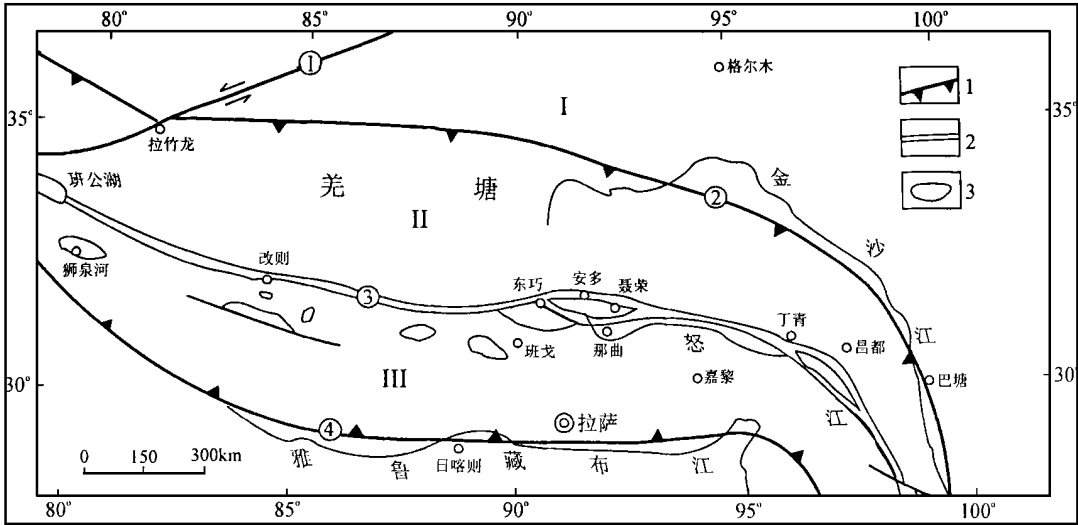 80° 85° 90° 95° 100°
① 格尔木 1
35° I 35°
拉竹龙 2
班公湖 羌 塘 金 3
II ②
沙
狮泉河 改则 ③ 东巧 安多 聂荣
丁青 江
班戈 那曲 怒 昌都
30° III 嘉黎 30°
巴塘
④ 拉萨 江
0 150 300km 雅 鲁 日喀则 藏 布 江
80° 85° 90° 95° 100°